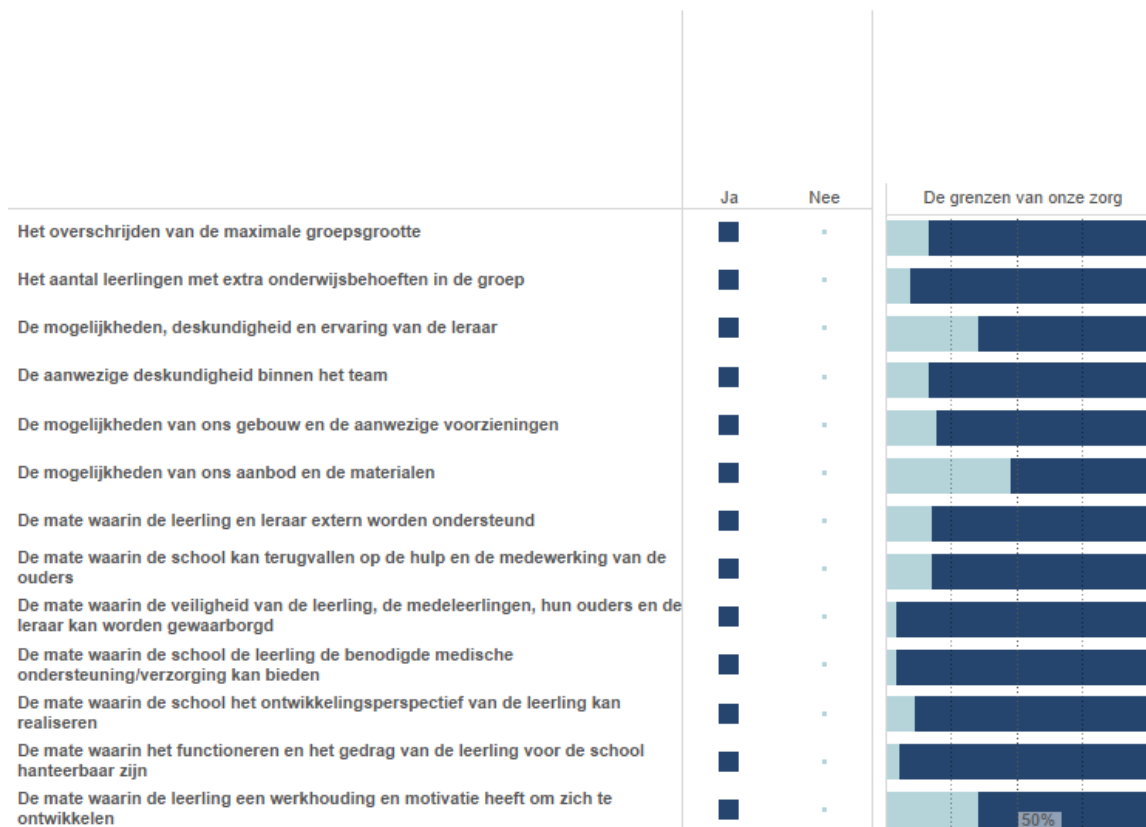 Ja Nee De grenzen van onze zorg
Het overschrijden van de maximale groepsgrootte
Het aantal leerlingen met extra onderwijsbehoeften in de groep
De mogelijkheden, deskundigheid en ervaring van de leraar
De aanwezige deskundigheid binnen het team
De mogelijkheden van ons gebouw en de aanwezige voorzieningen
De mogelijkheden van ons aanbod en de materialen
De mate waarin de leerling en leraar extern worden ondersteund
De mate waarin de school kan terugvallen op de hulp en de medewerking van de
ouders
De mate waarin de veiligheid van de leerling, de medeleerlingen, hun ouders en de
leraar kan worden gewaarborgd
De mate waarin de school de leerling de benodigde medische
ondersteuning/verzorging kan bieden
De mate waarin de school het ontwikkelingsperspectief van de leerling kan
realiseren
De mate waarin het functioneren en het gedrag van de leerling voor de school
hanteerbaar zijn
De mate waarin de leerling een werkhouding en motivatie heeft om zich te
ontwikkelen
50%